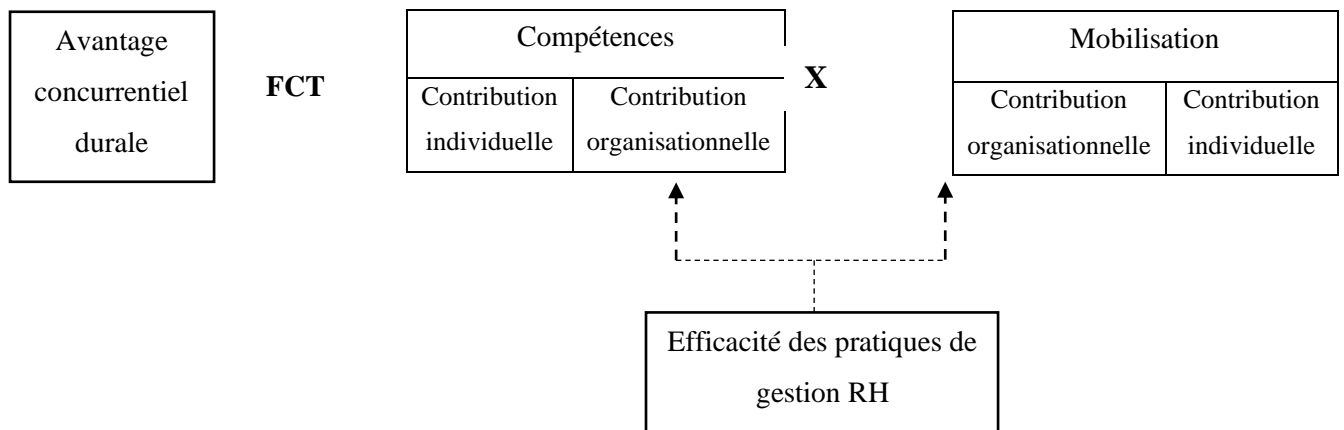 Avantage
concurrentiel
durale
FCT
Compétences
Contribution
individuelle
Contribution
organisationnelle
X
Mobilisation
Contribution
organisationnelle
Contribution
individuelle
Efficacité des pratiques de
gestion RH